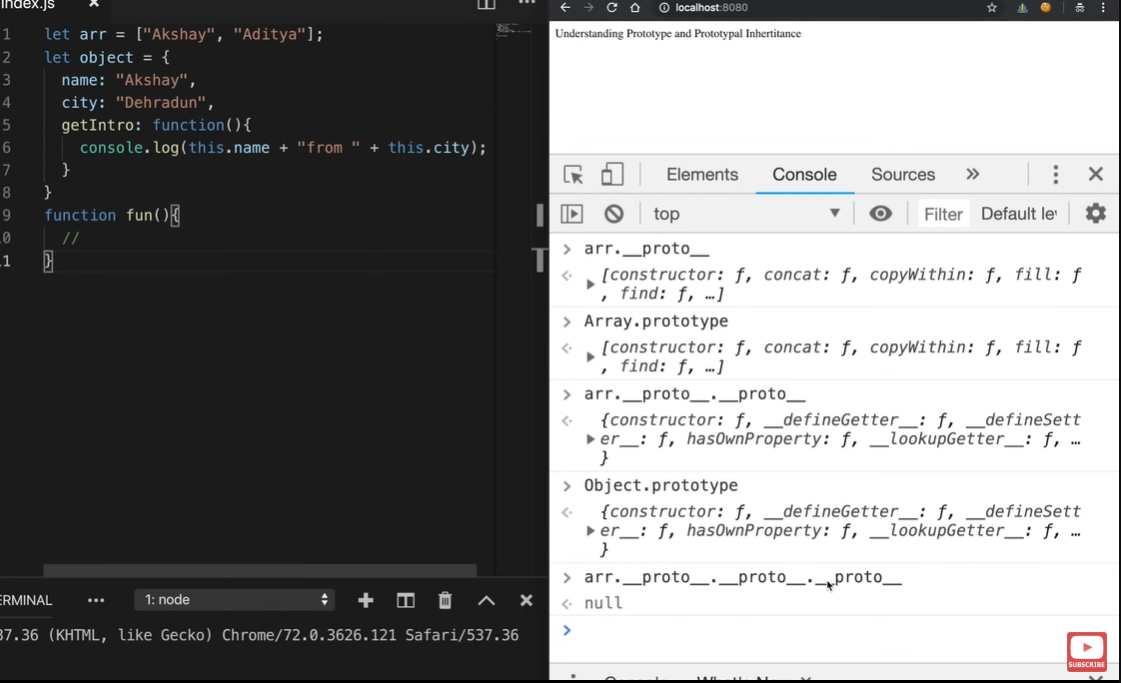 index.js
1 let arr = ["Akshay", "Aditya"];
2 let object = {
3 name: "Akshay",
4 city: "Dehradun",
5 getIntro: function(){
6 console.log(this.name + "from " + this.city);
7 }
8 }
9 function fun(){
0 //
1 }
ERMINAL
1: node
37.36 (KHTML, like Gecko) Chrome/72.0.3626.121 Safari/537.36
localhost:8080
Understanding Prototype and Prototypal Inhertitance
Elements Console Sources
top Filter Default le
arr.__proto__
[constructor: ƒ, concat: ƒ, copyWithin: ƒ, fill: ƒ
, find: ƒ, …]
Array.prototype
[constructor: ƒ, concat: ƒ, copyWithin: ƒ, fill: ƒ
, find: ƒ, …]
arr.__proto__.__proto__
{constructor: ƒ, __defineGetter__: ƒ, __defineSett
er__: ƒ, hasOwnProperty: ƒ, __lookupGetter__: ƒ, …
}
Object.prototype
{constructor: ƒ, __defineGetter__: ƒ, __defineSett
er__: ƒ, hasOwnProperty: ƒ, __lookupGetter__: ƒ, …
}
arr.__proto__.__proto__.__proto__
null
SUBSCRIBE
Console What's New